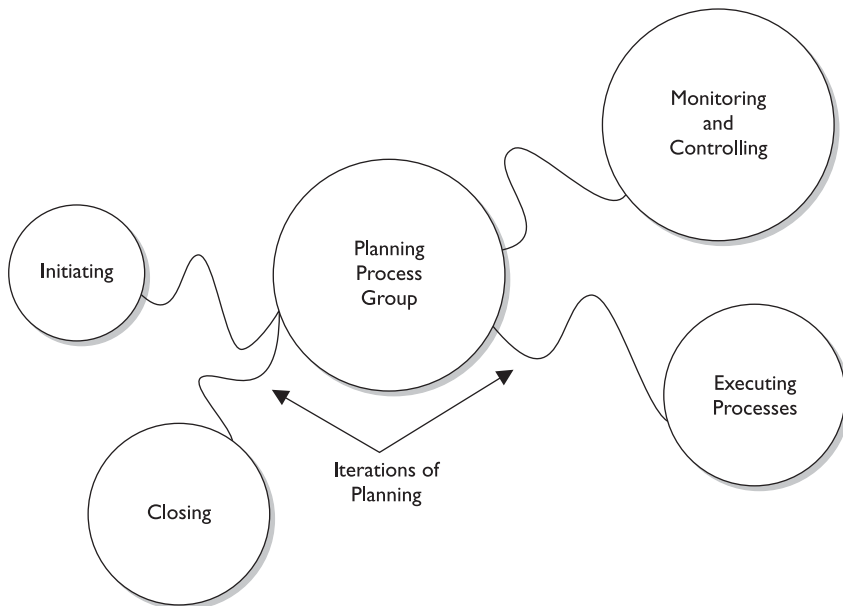 Monitoring
and
Controlling
Initiating
Planning
Process
Group
Executing
Processes
Iterations of
Planning
Closing